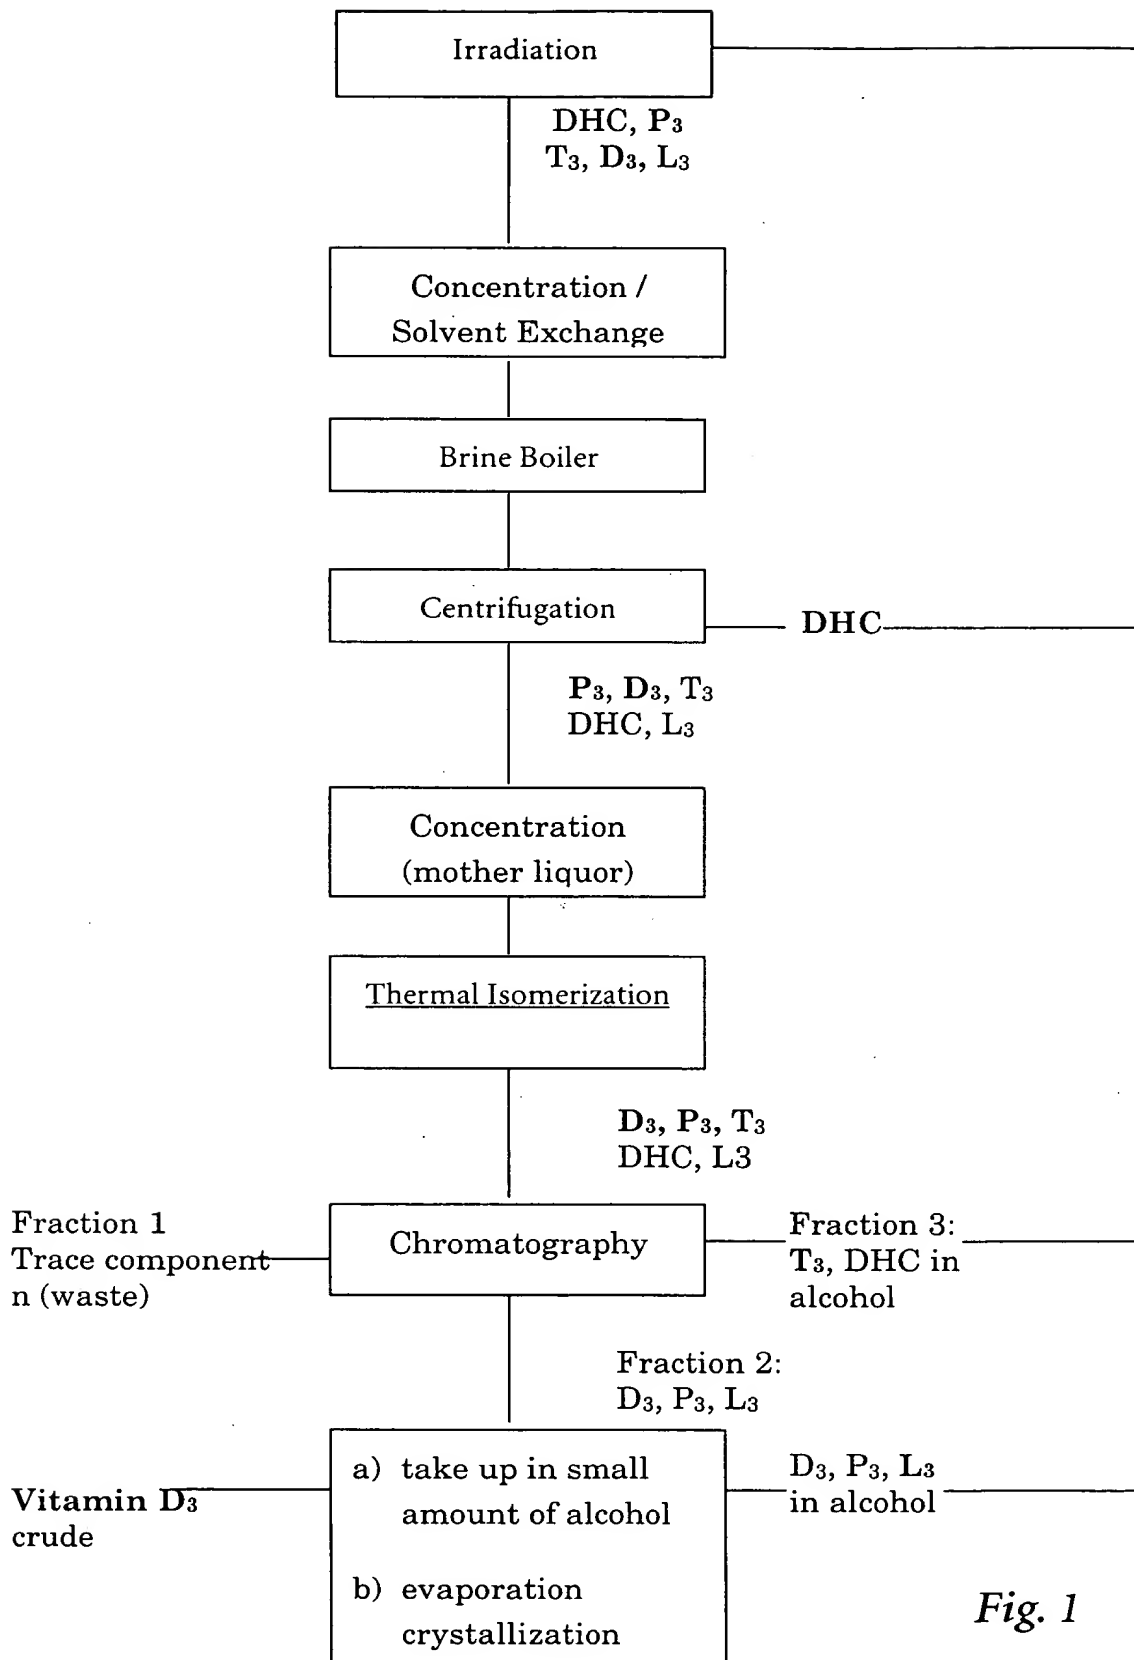 Irradiation
DHC, P₃
T₃, D₃, L₃
Concentration /
Solvent Exchange
Brine Boiler
Centrifugation
DHC
P₃, D₃, T₃
DHC, L₃
Concentration
(mother liquor)
Thermal Isomerization
D₃, P₃, T₃
DHC, L3
Fraction 1
Trace component
n (waste)
Chromatography
Fraction 3:
T₃, DHC in
alcohol
Fraction 2:
D₃, P₃, L₃
Vitamin D₃
crude
a) take up in small
amount of alcohol
b) evaporation
crystallization
D₃, P₃, L₃
in alcohol
Fig. 1